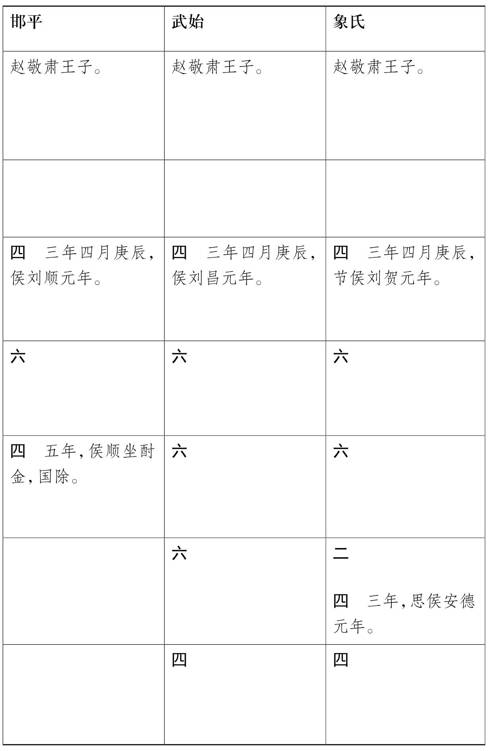 邯平 武始 象氏
赵敬肃王子。 赵敬肃王子。 赵敬肃王子。
四 三年四月庚辰, 四 三年四月庚辰, 四 三年四月庚辰,
侯刘顺元年。 侯刘昌元年。 节侯刘贺元年。
六 六 六
四 五年,侯顺坐酎 六 六
金,国除。
六 二
四 三年,思侯安德
元年。
四 四